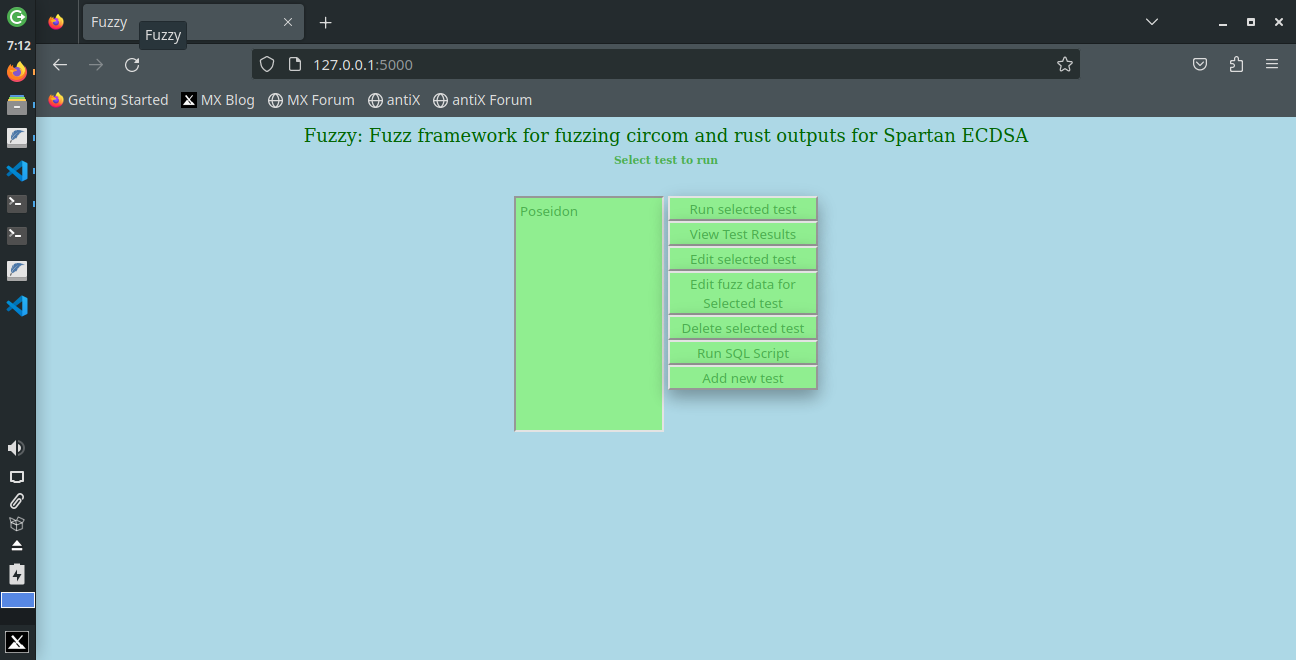 Fuzzy
Fuzzy
7:12
127.0.0.1:5000
Getting Started
MX Blog
MX Forum
antiX
antiX Forum
Fuzzy: Fuzz framework for fuzzing circom and rust outputs for Spartan ECDSA
Select test to run
Poseidon
Run selected test
View Test Results
Edit selected test
Edit fuzz data for
Selected test
Delete selected test
Run SQL Script
Add new test